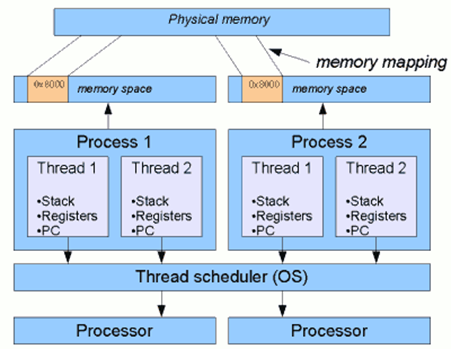 Physical memory
memory mapping
0x8000 memory space
0x8000 memory space
Process 1
Process 2
Thread 1
•Stack
•Registers
•PC
Thread 2
•Stack
•Registers
•PC
Thread 1
•Stack
•Registers
•PC
Thread 2
•Stack
•Registers
•PC
Thread scheduler (OS)
Processor
Processor